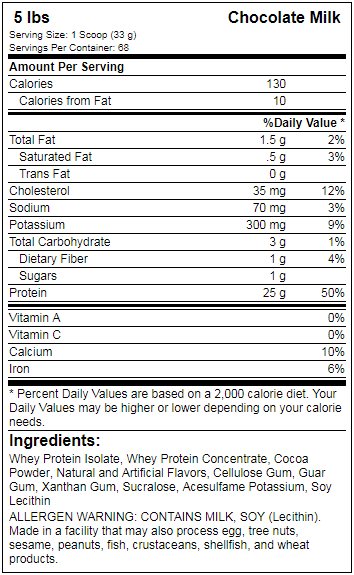 5 lbs Chocolate Milk
Serving Size: 1 Scoop (33 g)
Servings Per Container: 68
Amount Per Serving
Calories 130
Calories from Fat 10
%Daily Value *
Total Fat 1.5 g 2%
Saturated Fat .5 g 3%
Trans Fat 0 g
Cholesterol 35 mg 12%
Sodium 70 mg 3%
Potassium 300 mg 9%
Total Carbohydrate 3 g 1%
Dietary Fiber 1 g 4%
Sugars 1 g
Protein 25 g 50%
Vitamin A 0%
Vitamin C 0%
Calcium 10%
Iron 6%
* Percent Daily Values are based on a 2,000 calorie diet. Your
Daily Values may be higher or lower depending on your calorie
needs.
Ingredients:
Whey Protein Isolate, Whey Protein Concentrate, Cocoa
Powder, Natural and Artificial Flavors, Cellulose Gum, Guar
Gum, Xanthan Gum, Sucralose, Acesulfame Potassium, Soy
Lecithin
ALLERGEN WARNING: CONTAINS MILK, SOY (Lecithin).
Made in a facility that may also process egg, tree nuts,
sesame, peanuts, fish, crustaceans, shellfish, and wheat
products.